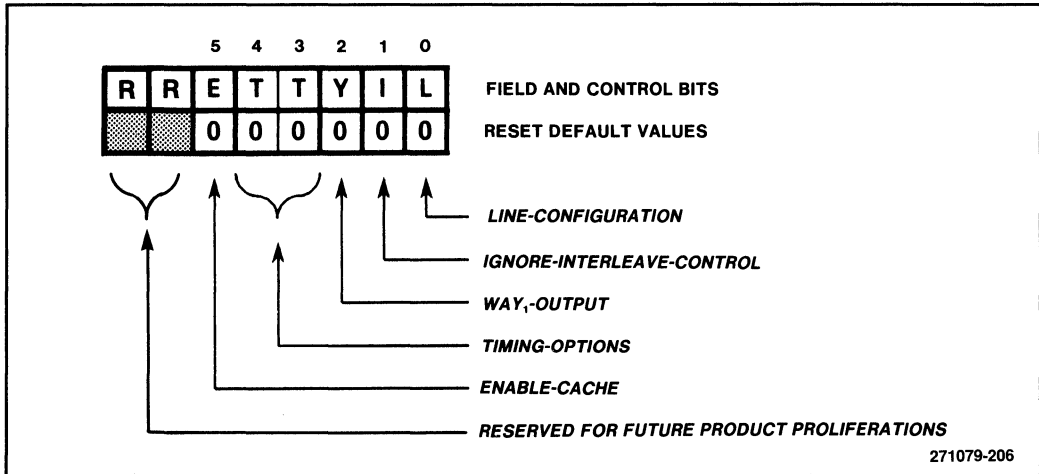 5 4 3 2 1 0
R R E T T Y I L FIELD AND CONTROL BITS
0 0 0 0 0 0 RESET DEFAULT VALUES
LINE-CONFIGURATION
IGNORE-INTERLEAVE-CONTROL
WAY₁-OUTPUT
TIMING-OPTIONS
ENABLE-CACHE
RESERVED FOR FUTURE PRODUCT PROLIFERATIONS
271079-206